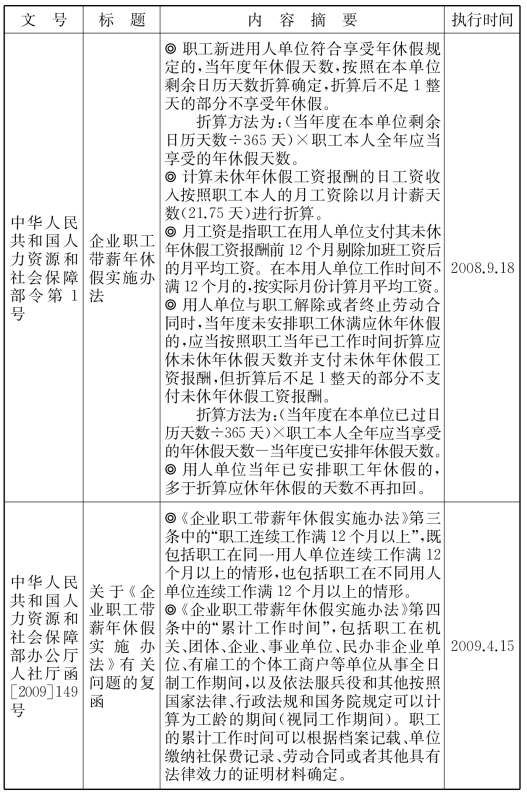 文 号
标 题
内 容 摘 要
执行时间
中华人民
共和国人
力资源和
社会保障
部令第 1
号
企业职工
带薪年休
假实施办
法
◎ 职工新进用人单位符合享受年休假规
定的,当年度年休假天数,按照在本单位
剩余日历天数折算确定,折算后不足 1 整
天的部分不享受年休假。
折算方法为:(当年度在本单位剩余
日历天数÷365 天)×职工本人全年应当
享受的年休假天数。
◎ 计算未休年休假工资报酬的日工资收
入按照职工本人的月工资除以月计薪天
数(21.75 天)进行折算。
◎ 月工资是指职工在用人单位支付其未休
年休假工资报酬前 12 个月剔除加班工资后
的月平均工资。在本用人单位工作时间不
满 12 个月的,按实际月份计算月平均工资。
◎ 用人单位与职工解除或者终止劳动合
同时,当年度未安排职工休满应休年休假
的,应当按照职工当年已工作时间折算应
休未休年休假天数并支付未休年休假工
资报酬,但折算后不足 1 整天的部分不支
付未休年休假工资报酬。
折算方法为:(当年度在本单位已过日
历天数÷365 天)×职工本人全年应当享受
的年休假天数－当年度已安排年休假天数。
◎ 用人单位当年已安排职工年休假的,
多于折算应休年休假的天数不再扣回。
2008.9.18
中华人民
共和国人
力资源和
社会保障
部办公厅
人社厅函
[2009]149
号
关于《企
业职工带
薪年休假
实施办
法》有关
问题的复
函
◎《企业职工带薪年休假实施办法》第三
条中的“职工连续工作满 12 个月以上”,既
包括职工在同一用人单位连续工作满 12
个月以上的情形,也包括职工在不同用人
单位连续工作满 12 个月以上的情形。
◎《企业职工带薪年休假实施办法》第四
条中的“累计工作时间”,包括职工在机
关、团体、企业、事业单位、民办非企业单
位、有雇工的个体工商户等单位从事全日
制工作期间,以及依法服兵役和其他按照
国家法律、行政法规和国务院规定可以计
算为工龄的期间(视同工作期间)。职工
的累计工作时间可以根据档案记载、单位
缴纳社保费记录、劳动合同或者其他具有
法律效力的证明材料确定。
2009.4.15